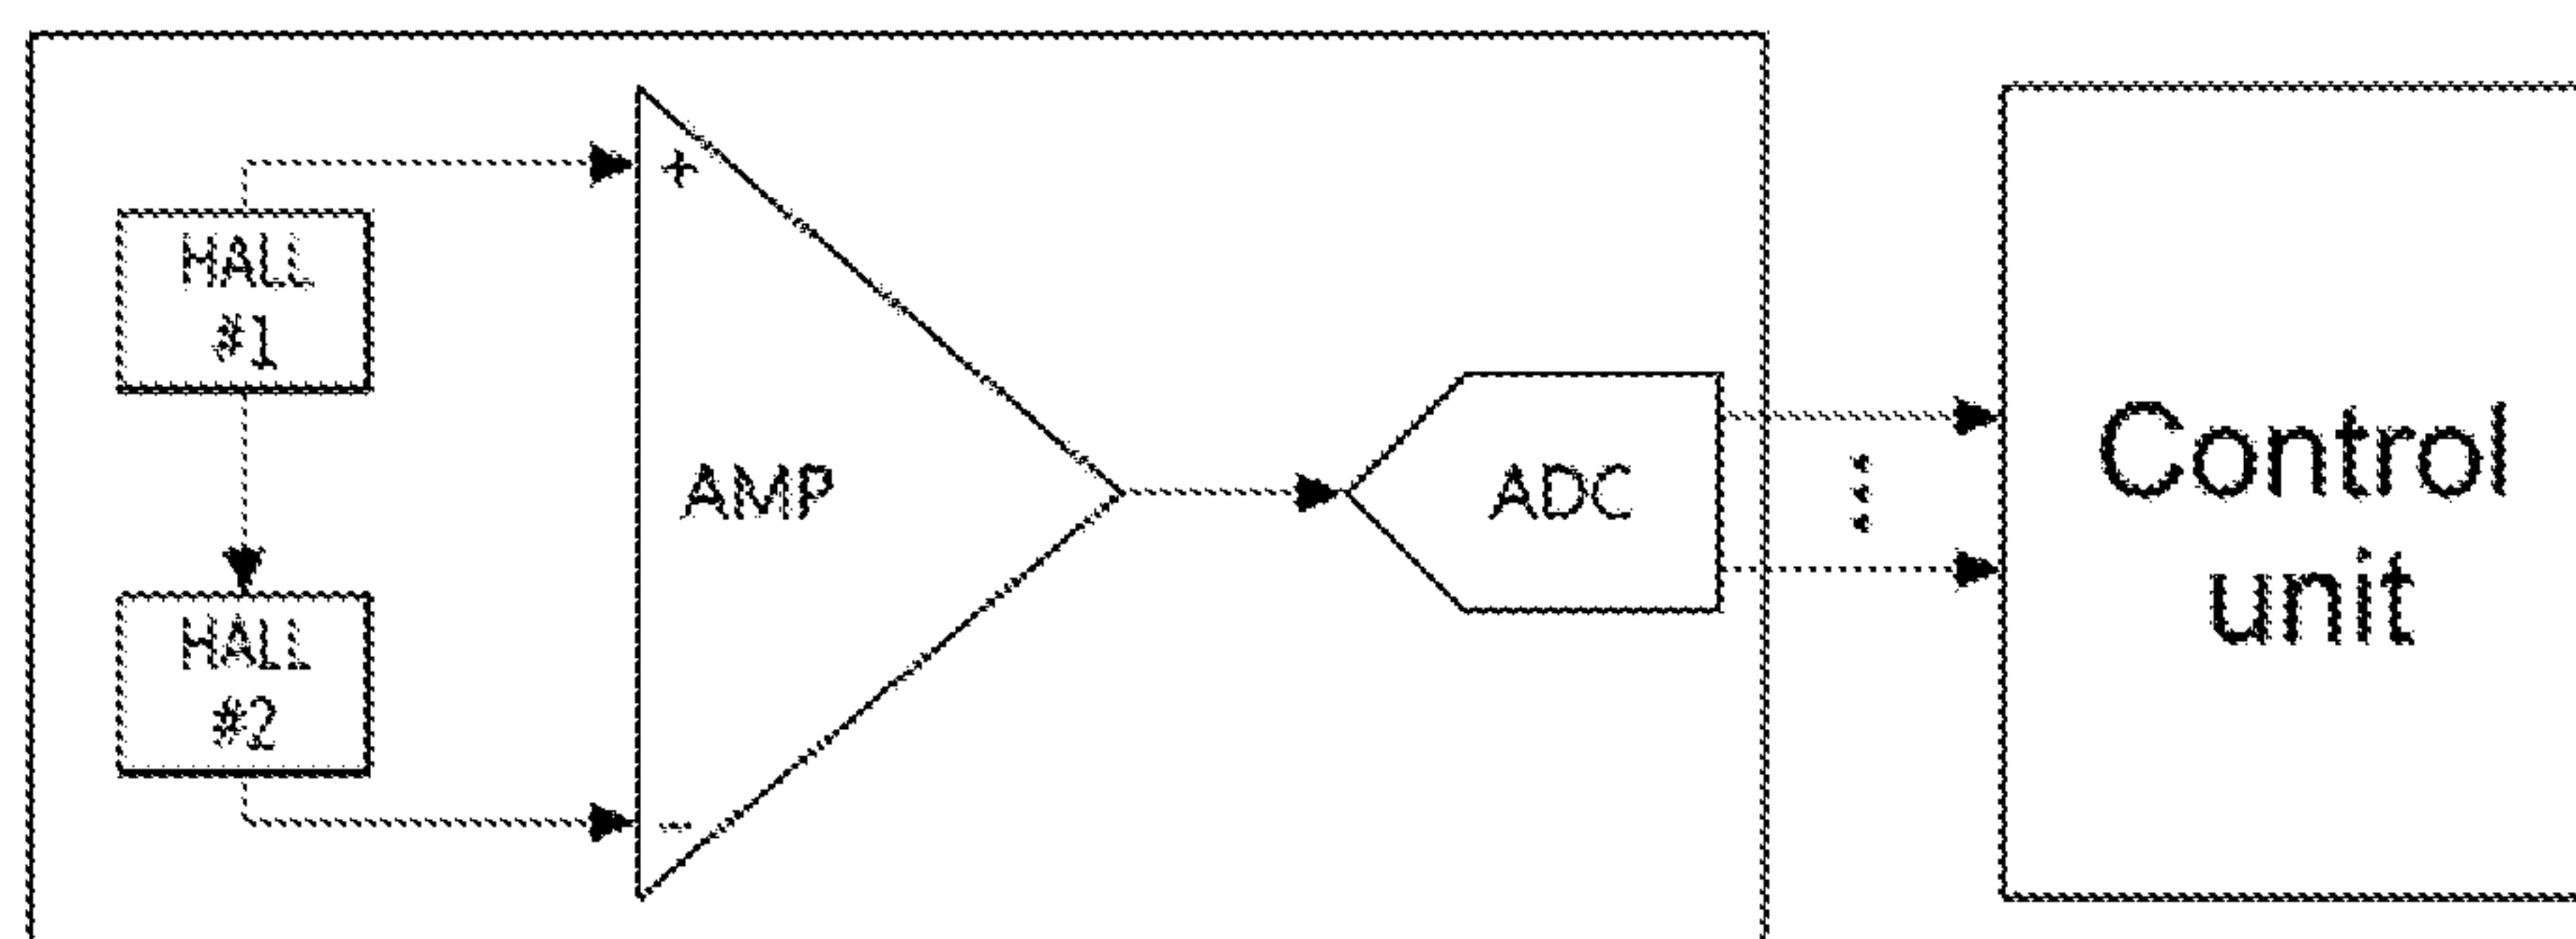 +
HALL
#1
AMP
ADC
Control
unit
HALL
#2
-